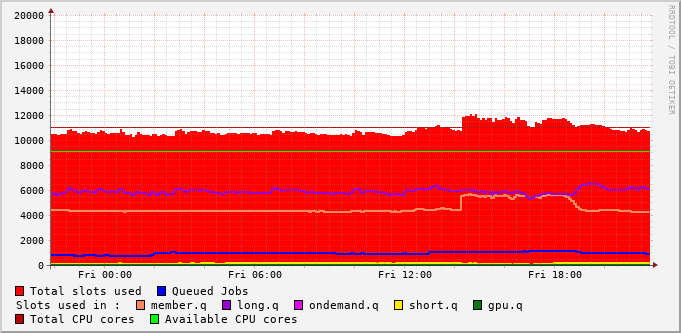 20000
18000
16000
14000
12000
10000
8000
6000
4000
2000
0
Fri 00:00 Fri 06:00 Fri 12:00 Fri 18:00
RRDTOOL / TOBI OETIKER
Total slots used Queued Jobs
Slots used in : member.q long.q ondemand.q short.q gpu.q
Total CPU cores Available CPU cores